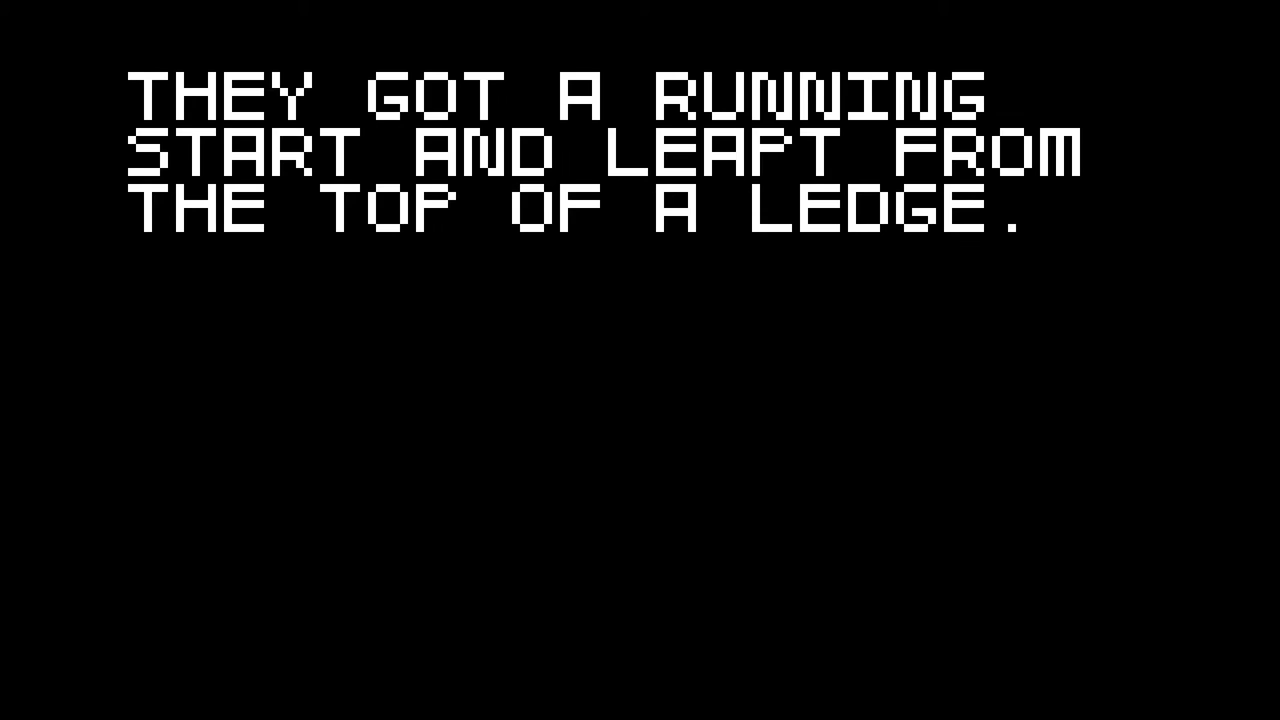 THEY GOT A RUNNING
START AND LEAPT FROM
THE TOP OF A LEDGE.